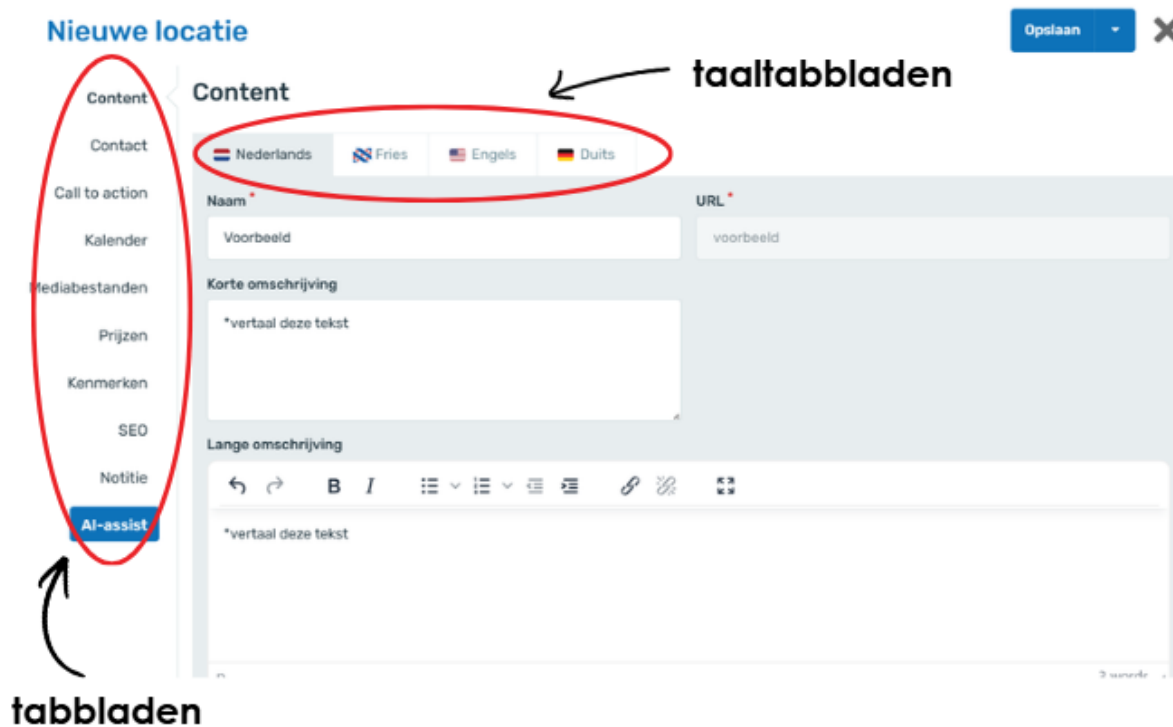 Nieuwe locatie
Opslaan
taaltabbladen
Content
Contact
Call to action
Kalender
Mediabestanden
Prijzen
Kenmerken
SEO
Notitie
AI-assist
tabbladen
Content
Nederlands Fries Engels Duits
Naam * URL *
Voorbeeld voorbeeld
Korte omschrijving
*vertaal deze tekst
Lange omschrijving
B I
*vertaal deze tekst
words